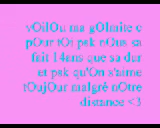 vOilOu ma gOlmite c
pOur tOi pak nOus sa
fait 14ans que sa dur
et pak qu'On s'aime
tOujOur malgré nOtre
distance <3